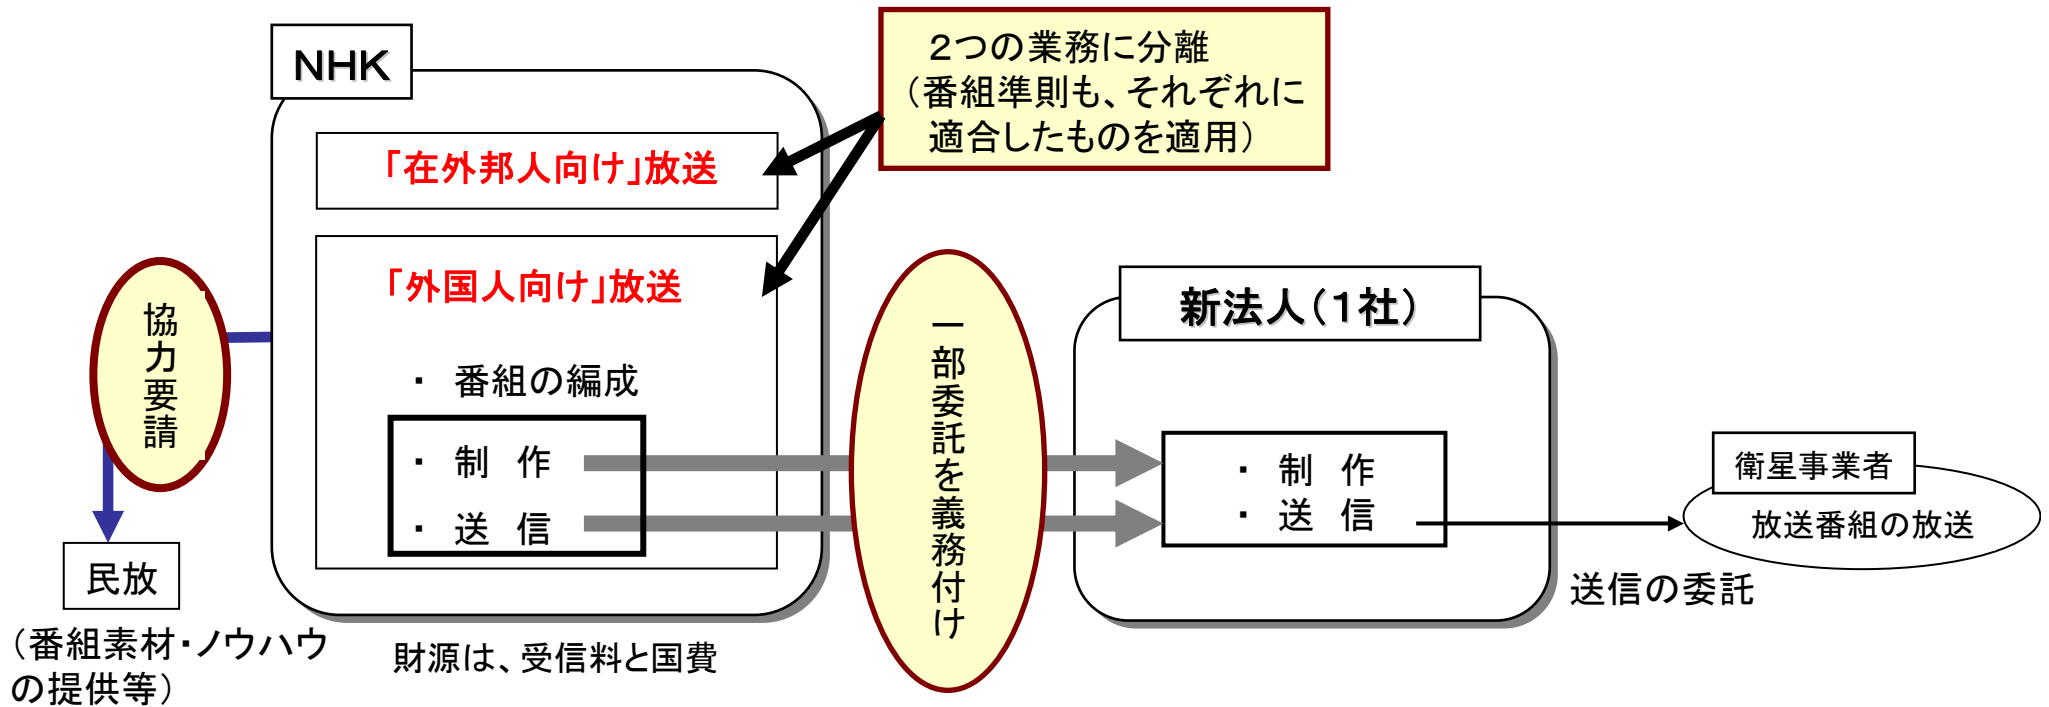 NHK
２つの業務に分離
（番組準則も、それぞれに
適合したものを適用）
「在外邦人向け」放送
「外国人向け」放送
・ 番組の編成
・ 制 作
・ 送 信
協力要請
民放
（番組素材・ノウハウ
の提供等）
財源は、受信料と国費
一部委託を義務付け
新法人（１社）
・ 制 作
・ 送 信
衛星事業者
放送番組の放送
送信の委託